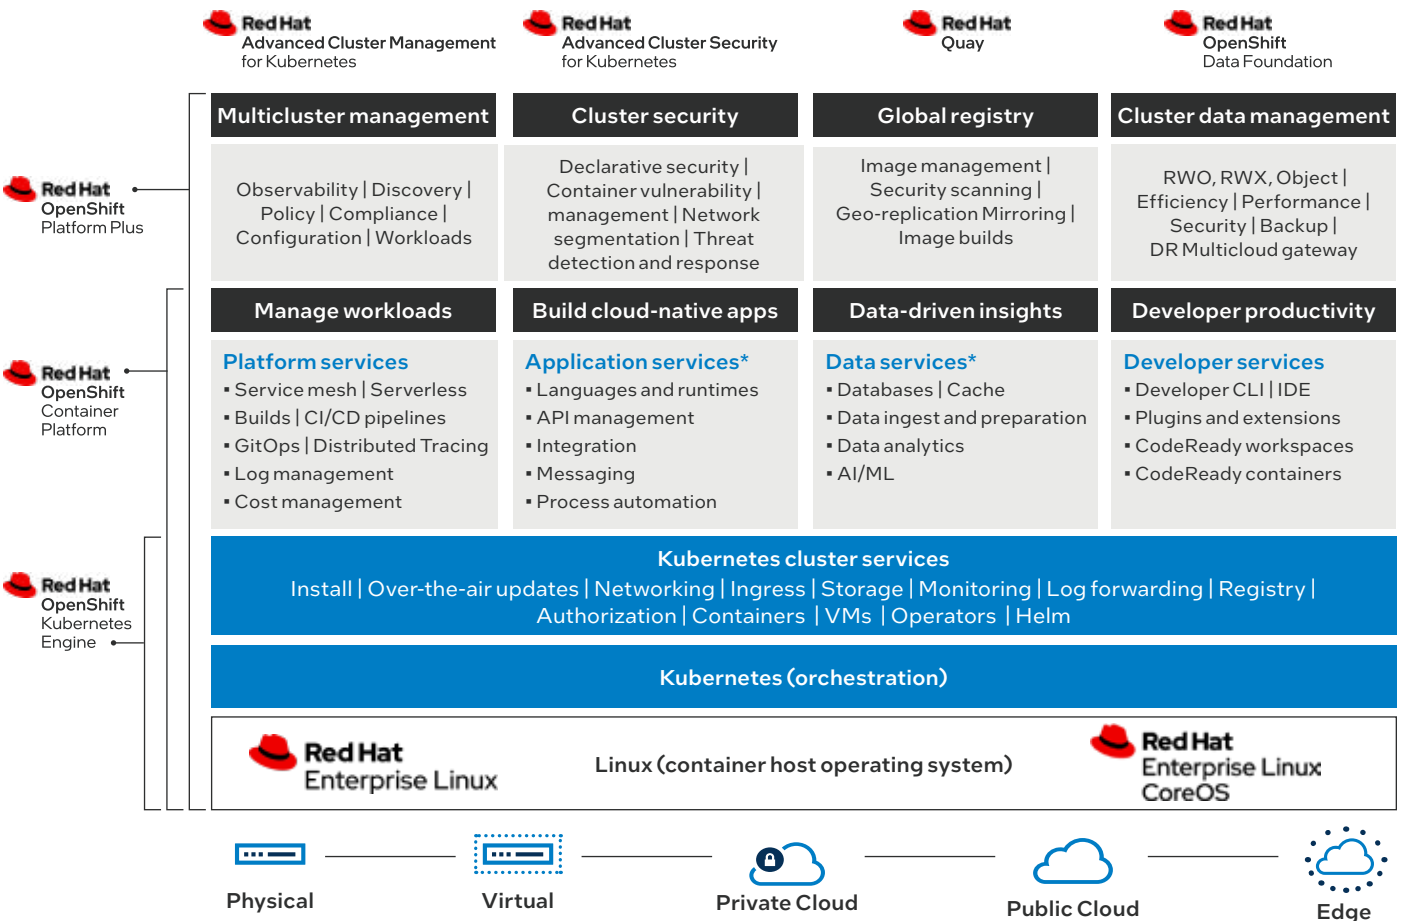 Red Hat
Advanced Cluster Management
for Kubernetes
Red Hat
Advanced Cluster Security
for Kubernetes
Red Hat
Quay
Red Hat
OpenShift
Data Foundation
Red Hat
OpenShift
Platform Plus
Multicluster management
Observability | Discovery |
Policy | Compliance |
Configuration | Workloads
Cluster security
Declarative security |
Container vulnerability |
management | Network
segmentation | Threat
detection and response
Global registry
Image management |
Security scanning |
Geo-replication Mirroring |
Image builds
Cluster data management
RWO, RWX, Object |
Efficiency | Performance |
Security | Backup |
DR Multicloud gateway
Red Hat
OpenShift
Container
Platform
Manage workloads
Platform services
▪ Service mesh | Serverless
▪ Builds | CI/CD pipelines
▪ GitOps | Distributed Tracing
▪ Log management
▪ Cost management
Build cloud-native apps
Application services*
▪ Languages and runtimes
▪ API management
▪ Integration
▪ Messaging
▪ Process automation
Data-driven insights
Data services*
▪ Databases | Cache
▪ Data ingest and preparation
▪ Data analytics
▪ AI/ML
Developer productivity
Developer services
▪ Developer CLI | IDE
▪ Plugins and extensions
▪ CodeReady workspaces
▪ CodeReady containers
Red Hat
OpenShift
Kubernetes
Engine
Kubernetes cluster services
Install | Over-the-air updates | Networking | Ingress | Storage | Monitoring | Log forwarding | Registry |
Authorization | Containers | VMs | Operators | Helm
Kubernetes (orchestration)
Red Hat
Enterprise Linux
Linux (container host operating system)
Red Hat
Enterprise Linux
CoreOS
Physical
Virtual
Private Cloud
Public Cloud
Edge